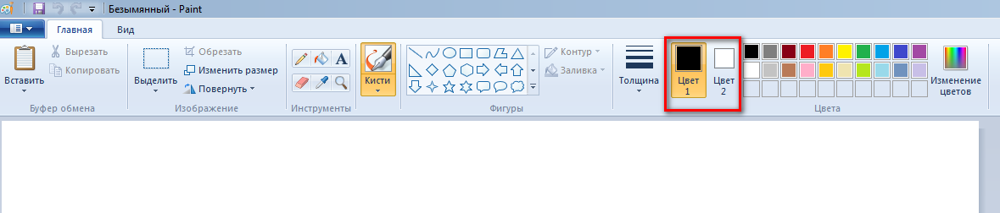 Безымянный - Paint
Главная
Вид
Вставить
Вырезать
Копировать
Буфер обмена
Выделить
Обрезать
Изменить размер
Повернуть
Изображение
A
Инструменты
Кисти
Контур
Заливка
Фигуры
Толщина
Цвет
1
Цвет
2
Изменение
цветов
Цвета